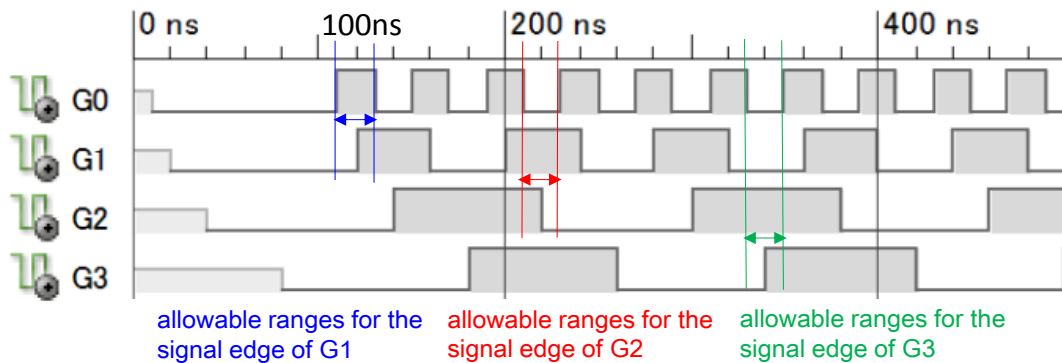 0 ns 100ns 200 ns 400 ns
G0
G1
G2
G3
allowable ranges for the
signal edge of G1
allowable ranges for the
signal edge of G2
allowable ranges for the
signal edge of G3